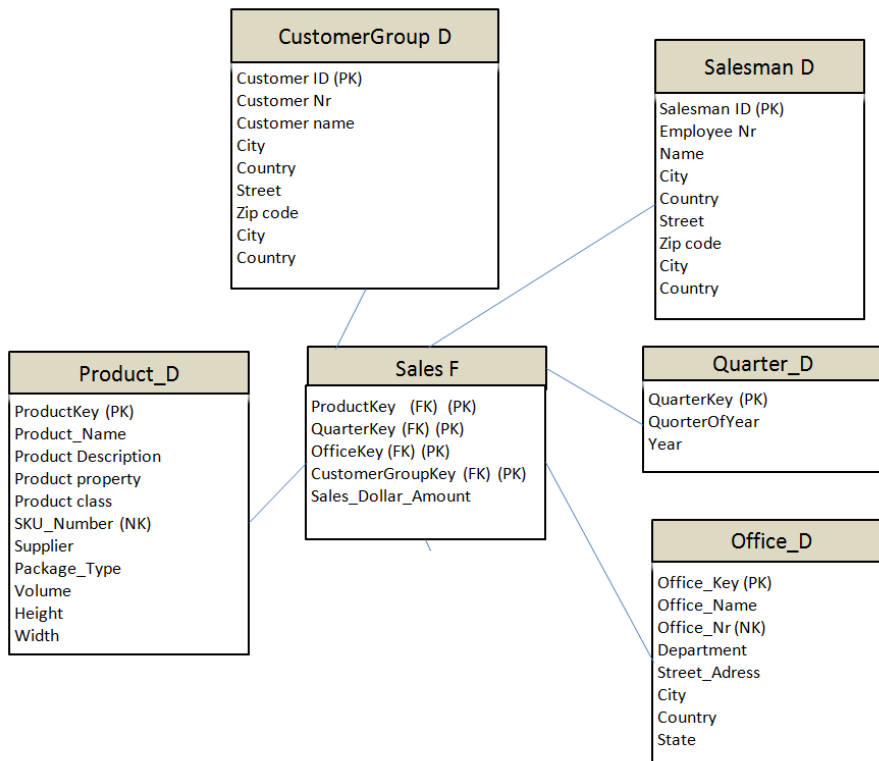 CustomerGroup D
Customer ID (PK)
Customer Nr
Customer name
City
Country
Street
Zip code
City
Country
Salesman D
Salesman ID (PK)
Employee Nr
Name
City
Country
Street
Zip code
City
Country
Product_D
ProductKey (PK)
Product_Name
Product Description
Product property
Product class
SKU_Number (NK)
Supplier
Package_Type
Volume
Height
Width
Sales F
ProductKey (FK) (PK)
QuarterKey (FK) (PK)
OfficeKey (FK) (PK)
CustomerGroupKey (FK) (PK)
Sales_Dollar_Amount
Quarter_D
QuarterKey (PK)
QuorterOfYear
Year
Office_D
Office_Key (PK)
Office_Name
Office_Nr (NK)
Department
Street_Adress
City
Country
State